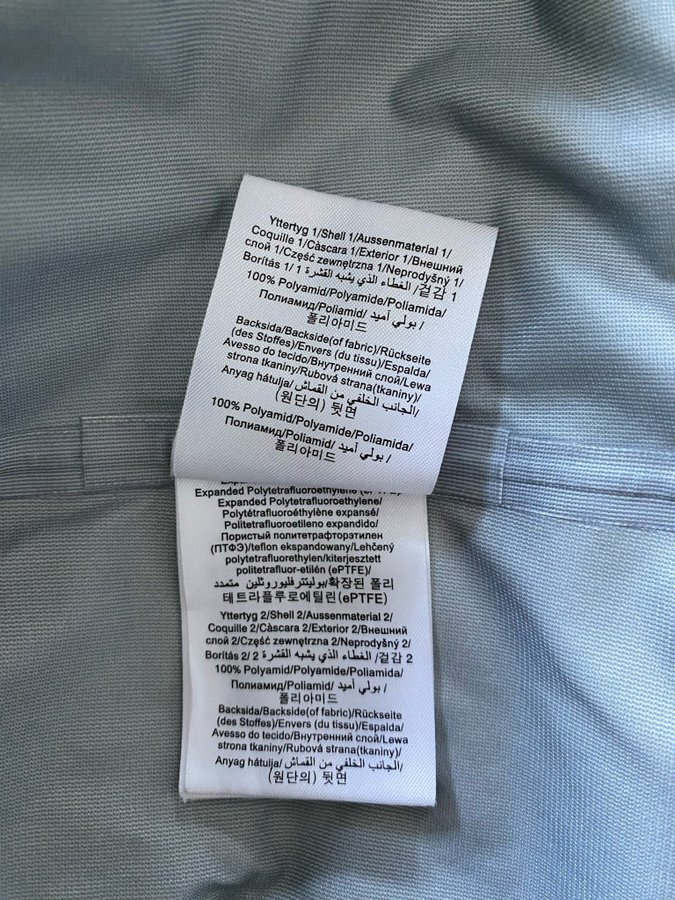 Yttertyg 1/Shell 1/Aussenmaterial 1/
Coquille 1/Càscara 1/Exterior 1/Внешний
слой 1/Część zewnętrzna 1/Neprodyšný 1/
Borítás 1/ الغطاء الذي يشبه القشرة 1/ 겉감 1
100% Polyamid/Polyamide/Poliamida/
Полиамид/Poliamid/ بولي أميد /
폴리아미드
Backsida/Backside(of fabric)/Rückseite
(des Stoffes)/Envers (du tissu)/Espalda/
Avesso do tecido/Внутренний слой/Lewa
strona tkaniny/Rubová strana(tkaniny)/
Anyag hátulja/ الجانب الخلفي من القماش/
(원단의) 뒷면
100% Polyamid/Polyamide/Poliamida/
Полиамид/Poliamid/ بولي أميد /
폴리아미드
Expanded Polytetrafluoroethylene (ePTFE)/
Expanded Polytetrafluoroethylene/
Polytétrafluoroéthylène expansé/
Politetrafluoroetileno expandido/
Пористый политетрафторэтилен
(ПТФЭ)/teflon ekspandowany/Lehčený
polytetrafluorethylen/kiterjesztett
politetrafluor-etilén (ePTFE)/
بوليتترفليوروثلين متمدد/확장된 폴리
테트라플루로에틸린(ePTFE)
Yttertyg 2/Shell 2/Aussenmaterial 2/
Coquille 2/Càscara 2/Exterior 2/Внешний
слой 2/Część zewnętrzna 2/Neprodyšný 2/
Borítás 2/ الغطاء الذي يشبه القشرة 2/ 겉감 2
100% Polyamid/Polyamide/Poliamida/
Полиамид/Poliamid/ بولي أميد /
폴리아미드
Backsida/Backside(of fabric)/Rückseite
(des Stoffes)/Envers (du tissu)/Espalda/
Avesso do tecido/Внутренний слой/Lewa
strona tkaniny/Rubová strana(tkaniny)/
Anyag hátulja/ الجانب الخلفي من القماش/
(원단의) 뒷면